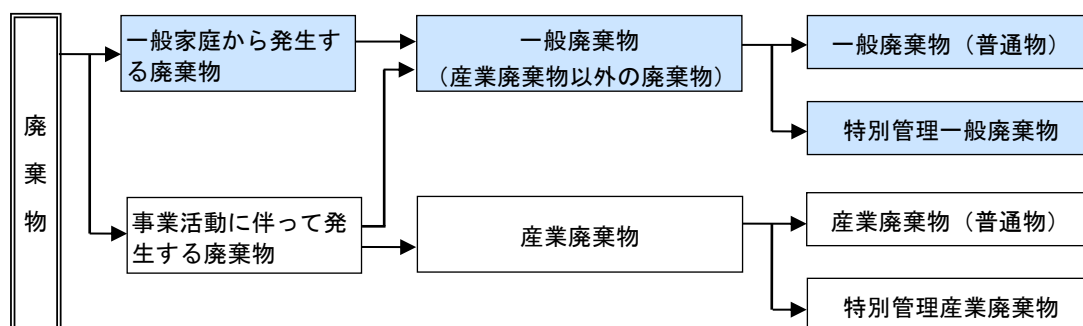 廃棄物
一般家庭から発生す
る廃棄物
一般廃棄物
（産業廃棄物以外の廃棄物）
一般廃棄物（普通物）
特別管理一般廃棄物
事業活動に伴って発
生する廃棄物
産業廃棄物
産業廃棄物（普通物）
特別管理産業廃棄物